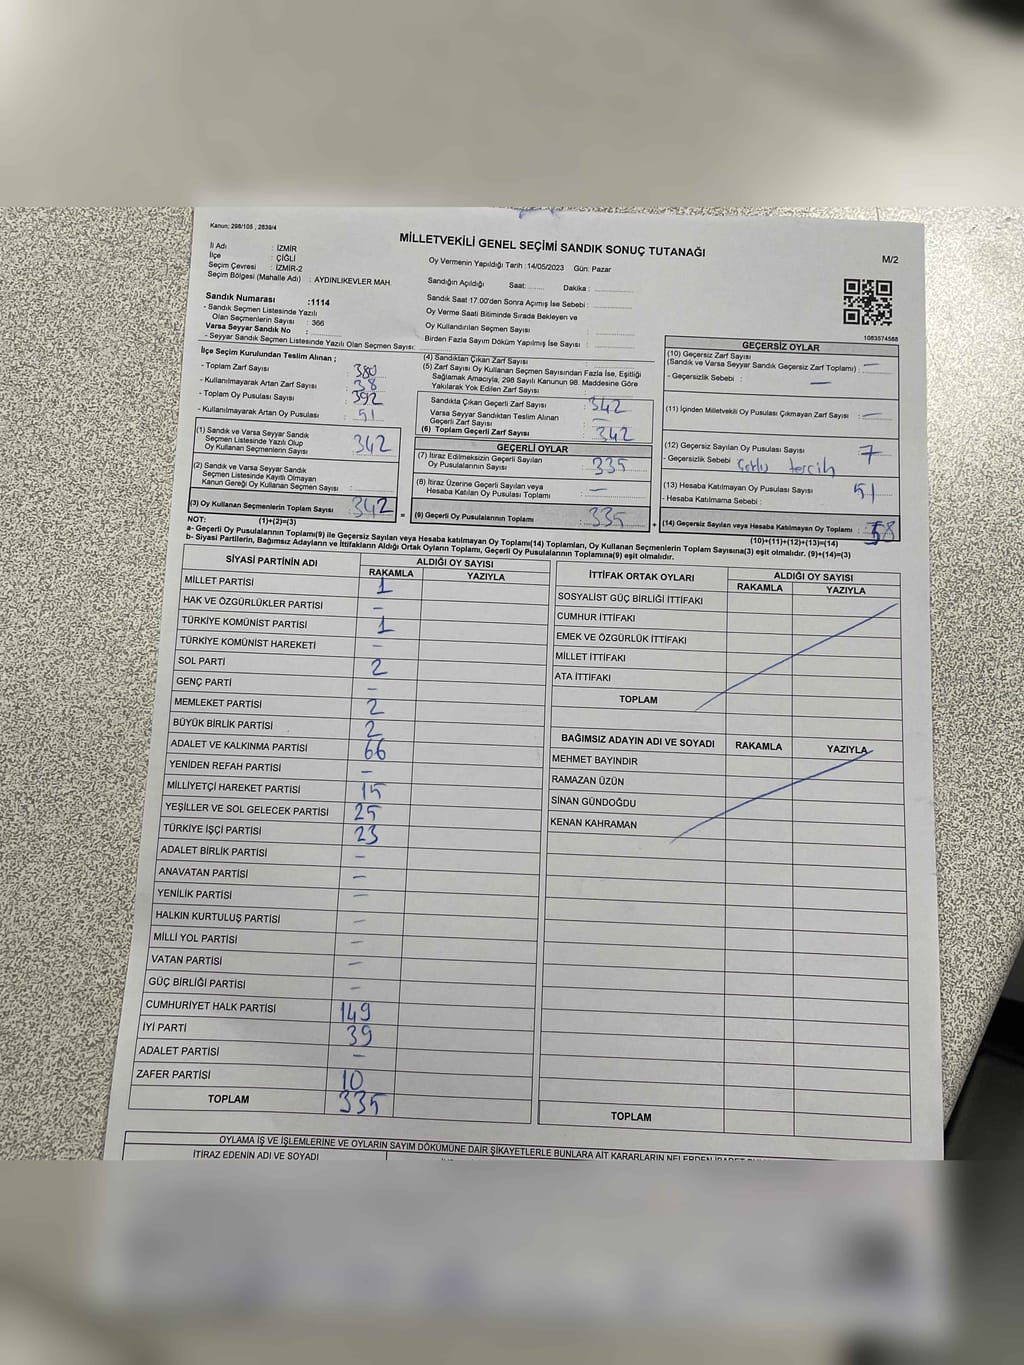 Kanun; 298/105 , 2839/4
MİLLETVEKİLİ GENEL SEÇİMİ SANDIK SONUÇ TUTANAĞI
M/2
İl Adı : İZMİR
İlçe : ÇİĞLİ
Seçim Çevresi : İZMİR-2
Seçim Bölgesi (Mahalle Adı) : AYDINLIKEVLER MAH.
Oy Vermenin Yapıldığı Tarih :14/05/2023 Gün: Pazar
Sandığın Açıldığı Saat:......... Dakika :
Sandık Saat 17.00'den Sonra Açımış İse Sebebi :
Oy Verme Saati Bitiminde Sırada Bekleyen ve
Oy Kullandırılan Seçmen Sayısı :
Birden Fazla Sayım Döküm Yapılmış İse Sayısı :
1083574568
Sandık Numarası :1114
- Sandık Seçmen Listesinde Yazılı
Olan Seçmenlerin Sayısı : 366
Varsa Seyyar Sandık No :
- Seyyar Sandık Seçmen Listesinde Yazılı Olan Seçmen Sayısı:
İlçe Seçim Kurulundan Teslim Alınan ;
- Toplam Zarf Sayısı : 380
- Kullanılmayarak Artan Zarf Sayısı : 38
- Toplam Oy Pusulası : 392
- Kullanılmayarak Artan Oy Pusulası : 51
(1) Sandık ve Varsa Seyyar Sandık
Seçmen Listesinde Yazılı Olup
Oy Kullanan Seçmenlerin Sayısı : 342
(2) Sandık ve Varsa Seyyar Sandık
Seçmen Listesinde Kayıtlı Olmayan
Kanun Gereği Oy Kullanan Seçmen Sayısı :
(3) Oy Kullanan Seçmenlerin Toplam Sayısı : 342
(1)+(2)=(3)
(4) Sandıktan Çıkan Zarf Sayısı :
(5) Zarf Sayısı Oy Kullanan Seçmen Sayısından Fazla İse, Eşitliği
Sağlamak Amacıyla, 298 Sayılı Kanunun 98. Maddesine Göre
Yakılarak Yok Edilen Zarf Sayısı :
Sandıkta Çıkan Geçerli Zarf Sayısı : 342
Varsa Seyyar Sandıktan Teslim Alınan
Geçerli Zarf Sayısı :
(6) Toplam Geçerli Zarf Sayısı : 342
GEÇERLİ OYLAR
(7) İtiraz Edilmeksizin Geçerli Sayılan
Oy Pusulalarının Sayısı : 335
(8) İtiraz Üzerine Geçerli Sayılan veya
Hesaba Katılan Oy Pusulası Toplamı : —
= (9) Geçerli Oy Pusulalarının Toplamı : 335 +
GEÇERSİZ OYLAR
(10) Geçersiz Zarf Sayısı
(Sandık ve Varsa Seyyar Sandık Geçersiz Zarf Toplamı) : —
- Geçersizlik Sebebi : —
(11) İçinden Milletvekili Oy Pusulası Çıkmayan Zarf Sayısı : —
(12) Geçersiz Sayılan Oy Pusulası Sayısı : 7
- Geçersizlik Sebebi : Çoklu tercih
(13) Hesaba Katılmayan Oy Pusulası Sayısı : 51
- Hesaba Katılmama Sebebi :
(14) Geçersiz Sayılan veya Hesaba Katılmayan Oy Toplamı : 58
(10)+(11)+(12)+(13)=(14)
NOT:
a- Geçerli Oy Pusulalarının Toplamı(9) ile Geçersiz Sayılan veya Hesaba katılmayan Oy Toplamı(14) Toplamları, Oy Kullanan Seçmenlerin Toplam Sayısına(3) eşit olmalıdır. (9)+(14)=(3)
b- Siyasi Partilerin, Bağımsız Adayların ve İttifakların Aldığı Ortak Oyların Toplamı, Geçerli Oy Pusulalarının Toplamına(9) eşit olmalıdır.
SİYASİ PARTİNİN ADI ALDIĞI OY SAYISI
RAKAMLA YAZIYLA
MİLLET PARTİSİ 1
HAK VE ÖZGÜRLÜKLER PARTİSİ —
TÜRKİYE KOMÜNİST PARTİSİ 1
TÜRKİYE KOMÜNİST HAREKETİ —
SOL PARTİ 2
GENÇ PARTİ —
MEMLEKET PARTİSİ 2
BÜYÜK BİRLİK PARTİSİ 2
ADALET VE KALKINMA PARTİSİ 66
YENİDEN REFAH PARTİSİ —
MİLLİYETÇİ HAREKET PARTİSİ 15
YEŞİLLER VE SOL GELECEK PARTİSİ 25
TÜRKİYE İŞÇİ PARTİSİ 23
ADALET BİRLİK PARTİSİ —
ANAVATAN PARTİSİ —
YENİLİK PARTİSİ —
HALKIN KURTULUŞ PARTİSİ —
MİLLİ YOL PARTİSİ —
VATAN PARTİSİ —
GÜÇ BİRLİĞİ PARTİSİ —
CUMHURİYET HALK PARTİSİ 149
İYİ PARTİ 39
ADALET PARTİSİ —
ZAFER PARTİSİ 10
TOPLAM 335
İTTİFAK ORTAK OYLARI ALDIĞI OY SAYISI
RAKAMLA YAZIYLA
SOSYALİST GÜÇ BİRLİĞİ İTTİFAKI
CUMHUR İTTİFAKI
EMEK VE ÖZGÜRLÜK İTTİFAKI
MİLLET İTTİFAKI
ATA İTTİFAKI
TOPLAM
BAĞIMSIZ ADAYIN ADI VE SOYADI RAKAMLA YAZIYLA
MEHMET BAYINDIR
RAMAZAN ÜZÜN
SİNAN GÜNDOĞDU
KENAN KAHRAMAN
TOPLAM
OYLAMA İŞ VE İŞLEMLERİNE VE OYLARIN SAYIM DÖKÜMÜNE DAİR ŞİKAYETLERLE BUNLARA AİT KARARLARIN
İTİRAZ EDENİN ADI VE SOYADI